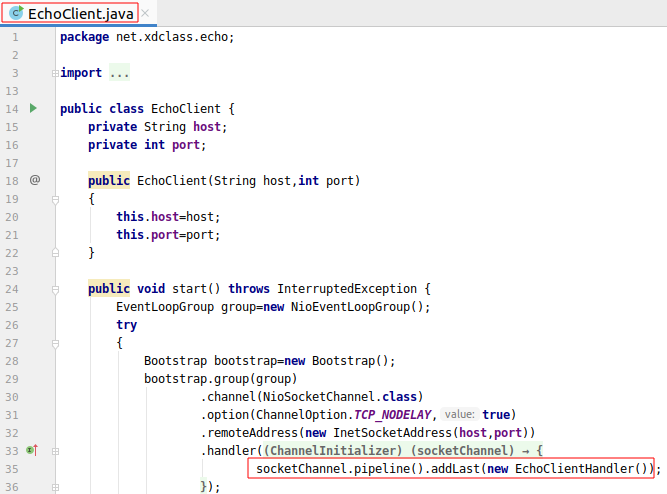 EchoClient.java
1 package net.xdclass.echo;
2
3 import ...
13
14 public class EchoClient {
15 private String host;
16 private int port;
17
18 @ public EchoClient(String host,int port)
19 {
20 this.host=host;
21 this.port=port;
22 }
23
24 public void start() throws InterruptedException {
25 EventLoopGroup group=new NioEventLoopGroup();
26 try
27 {
28 Bootstrap bootstrap=new Bootstrap();
29 bootstrap.group(group)
30 .channel(NioSocketChannel.class)
31 .option(ChannelOption.TCP_NODELAY, value: true)
32 .remoteAddress(new InetSocketAddress(host,port))
33 .handler((ChannelInitializer) (socketChannel) → {
35 socketChannel.pipeline().addLast(new EchoClientHandler());
36 });